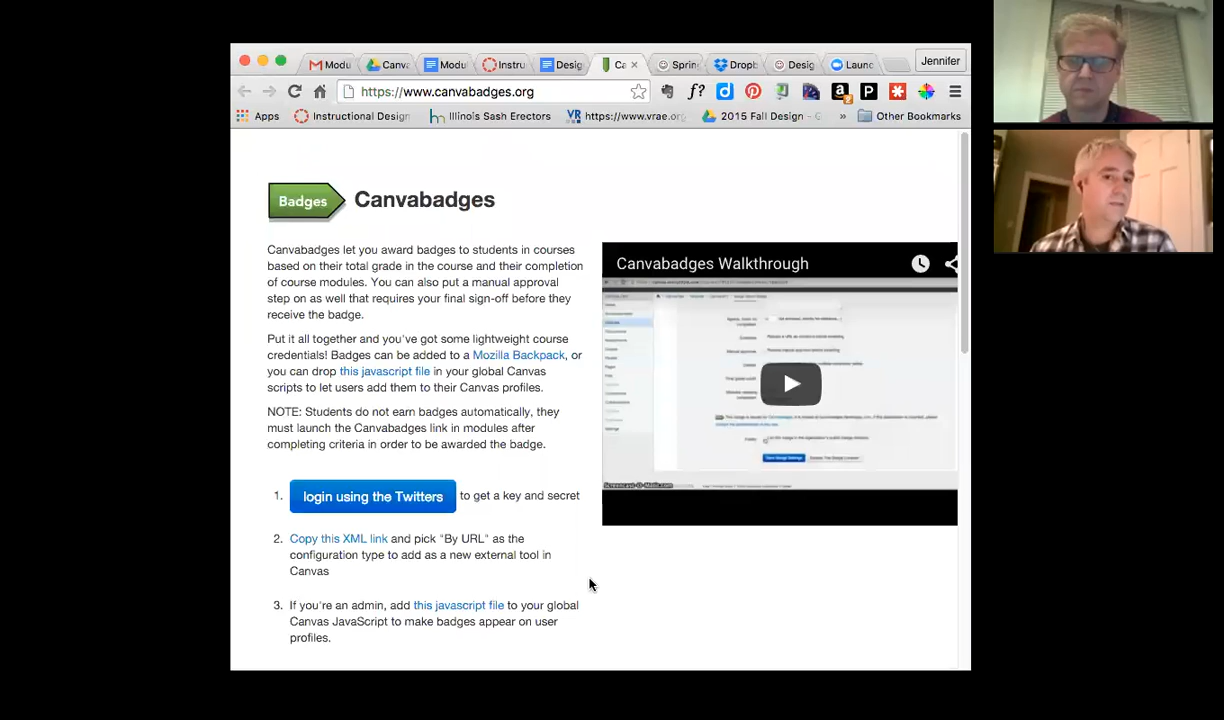 Modu
Canva
Modu
Instru
Desig
Ca
Sprin
Dropb
Desig
Launc
Jennifer
https://www.canvabadges.org
Apps
Instructional Desig
Illinois Sash Erectors
VR
https://www.vrae.org
2015 Fall Design - G
»
Other Bookmarks
Badges
Canvabadges
Canvabadges let you award badges to students in courses
based on their total grade in the course and their completion
of course modules. You can also put a manual approval
step on as well that requires your final sign-off before they
receive the badge.
Put it all together and you've got some lightweight course
credentials! Badges can be added to a Mozilla Backpack, or
you can drop this javascript file in your global Canvas
scripts to let users add them to their Canvas profiles.
NOTE: Students do not earn badges automatically, they
must launch the Canvabadges link in modules after
completing criteria in order to be awarded the badge.
1. login using the Twitters to get a key and secret
2. Copy this XML link and pick "By URL" as the
configuration type to add as a new external tool in
Canvas
3. If you're an admin, add this javascript file to your global
Canvas JavaScript to make badges appear on user
profiles.
Canvabadges Walkthrough
Screencast-O-Matic.com